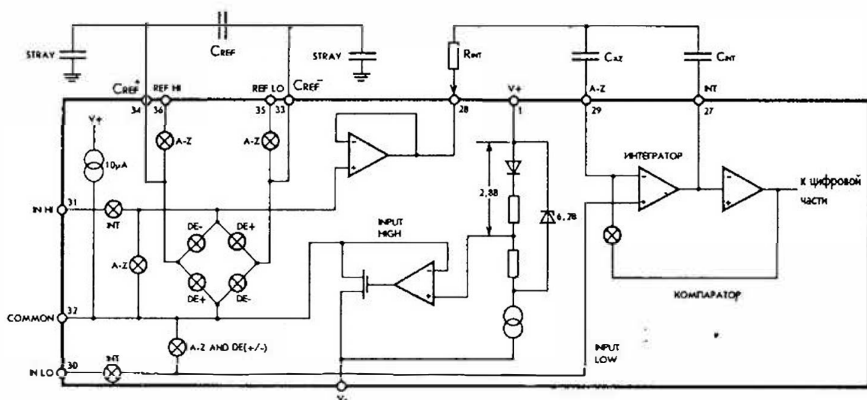 CREF
STRAY
STRAY
RINT
CAZ
CINT
CREF+ REF HI
REF LO CREF-
V+
A-Z
INT
34
36
35
33
28
1
29
27
V+
A-Z
A-Z
10µA
2,8В
6,2В
ИНТЕГРАТОР
к цифровой
части
IN HI
31
INT
DE-
DE+
INPUT
HIGH
A-Z
DE+
DE-
КОМПАРАТОР
COMMON
32
A-Z AND DE(+/-)
INPUT
LOW
IN LO
30
INT